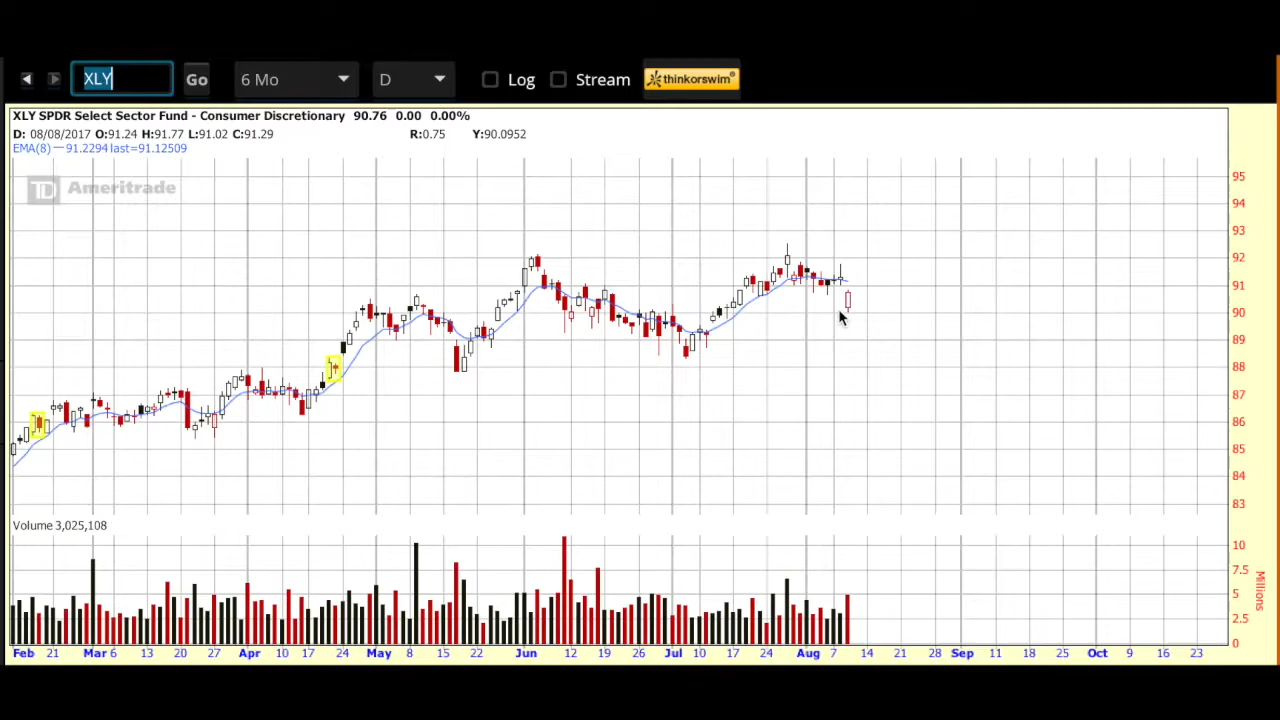 XLY Go 6 Mo D Log Stream thinkorswim®
XLY SPDR Select Sector Fund - Consumer Discretionary 90.76 0.00 0.00%
D: 08/08/2017 O:91.24 H:91.77 L:91.02 C:91.29 R:0.75 Y:90.0952
EMA(8) — 91.2294 last=91.12509
TD Ameritrade
95
94
93
92
91
90
89
88
87
86
85
84
83
Volume 3,025,108
10
7.5
5
2.5
0
Millions
Feb 21 Mar 6 13 20 27 Apr 10 17 24 May 8 15 22 Jun 12 19 26 Jul 10 17 24 Aug 7 14 21 28 Sep 11 18 25 Oct 9 16 23